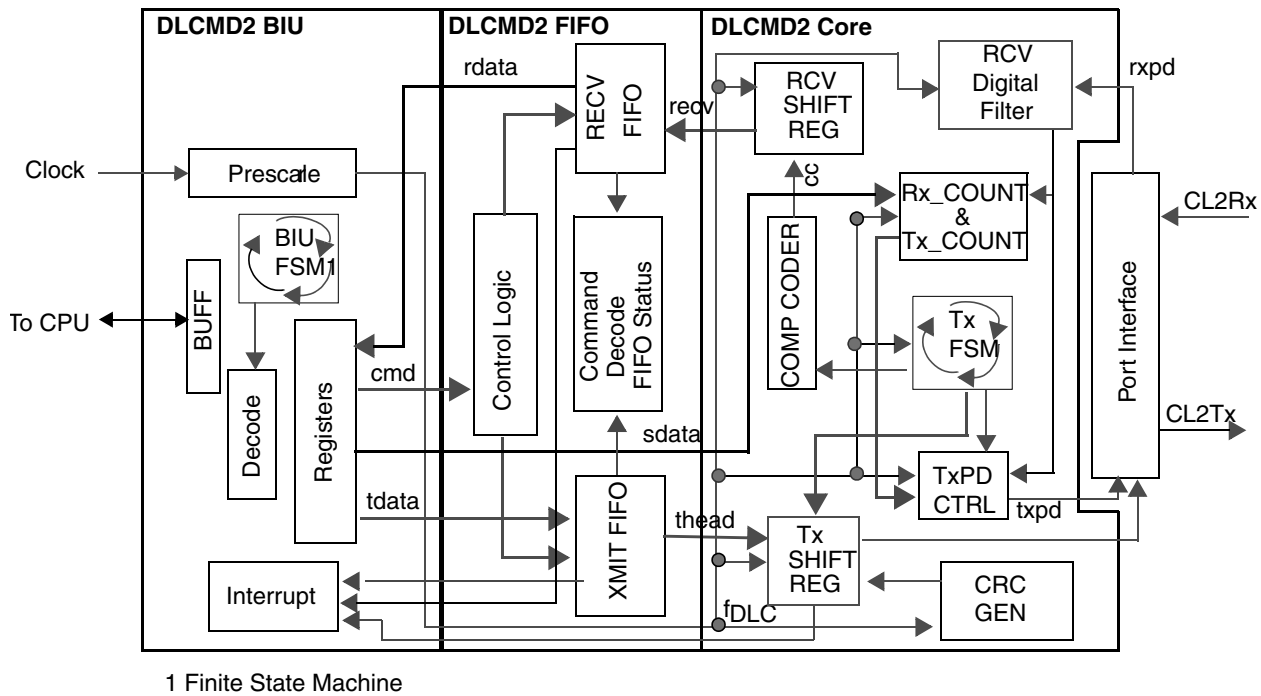 DLCMD2 BIU
DLCMD2 FIFO
DLCMD2 Core
rdata
RECV
FIFO
recv
RCV
SHIFT
REG
RCV
Digital
Filter
rxpd
Clock
Prescale
cc
Rx_COUNT
&
Tx_COUNT
CL2Rx
BIU
FSM1
To CPU
BUFF
Decode
Registers
cmd
Control Logic
Command
Decode
FIFO Status
COMP CODER
Tx
FSM
Port Interface
CL2Tx
sdata
tdata
XMIT FIFO
thead
TxPD
CTRL
txpd
Tx
SHIFT
REG
Interrupt
fDLC
CRC
GEN
1 Finite State Machine